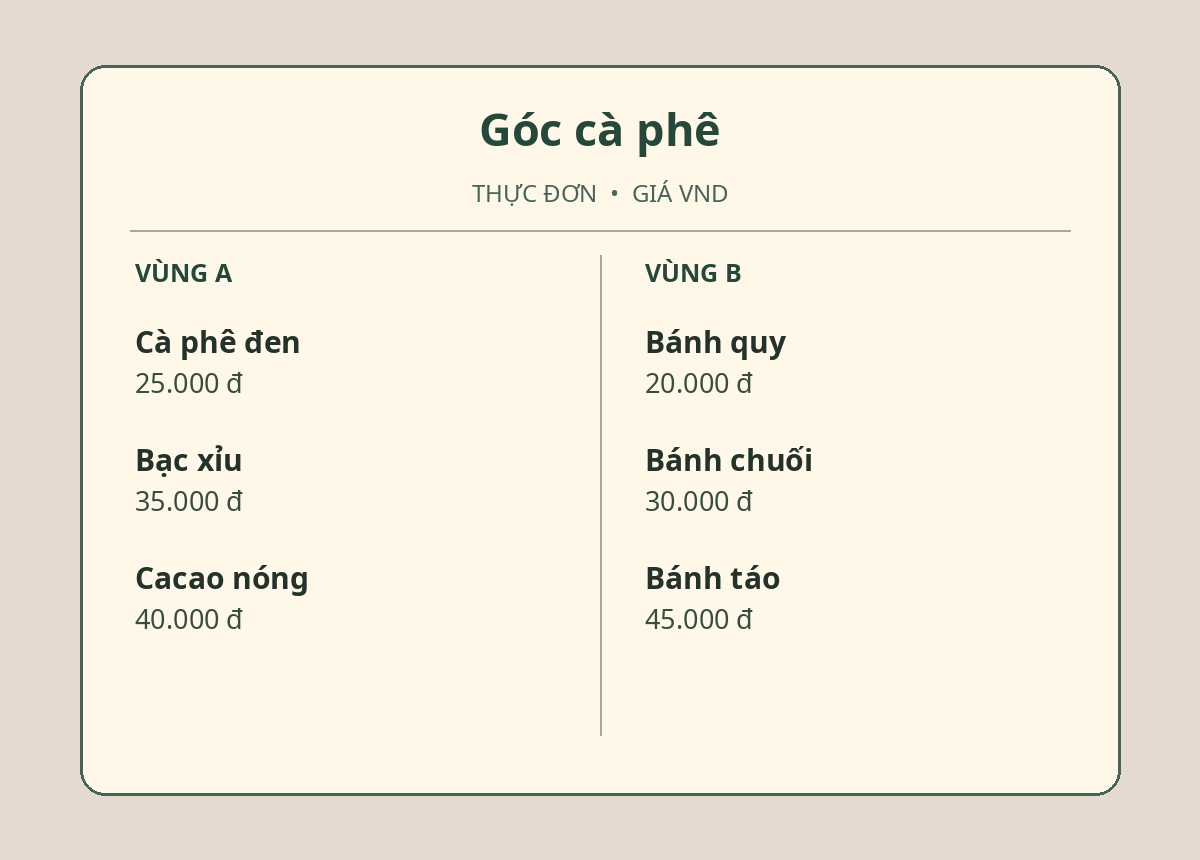 Góc cà phê
THỰC ĐƠN • GIÁ VND
VÙNG A
Cà phê đen
25.000 đ
Bạc xỉu
35.000 đ
Cacao nóng
40.000 đ
VÙNG B
Bánh quy
20.000 đ
Bánh chuối
30.000 đ
Bánh táo
45.000 đ